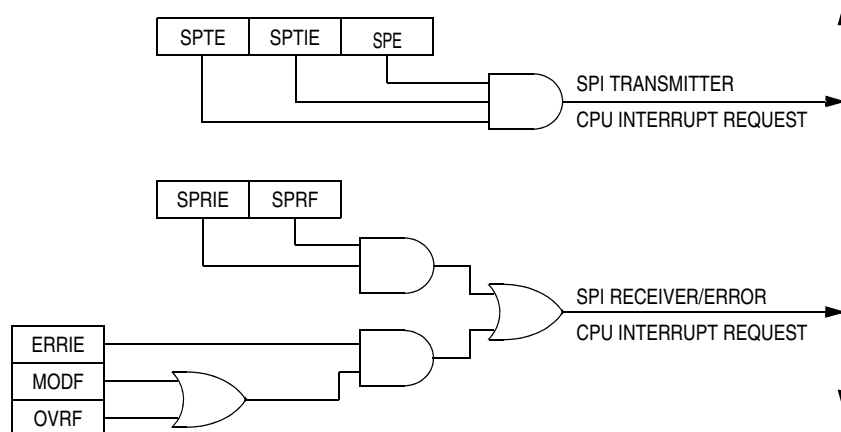 SPTE SPTIE SPE
SPI TRANSMITTER
CPU INTERRUPT REQUEST
SPRIE SPRF
SPI RECEIVER/ERROR
CPU INTERRUPT REQUEST
ERRIE
MODF
OVRF